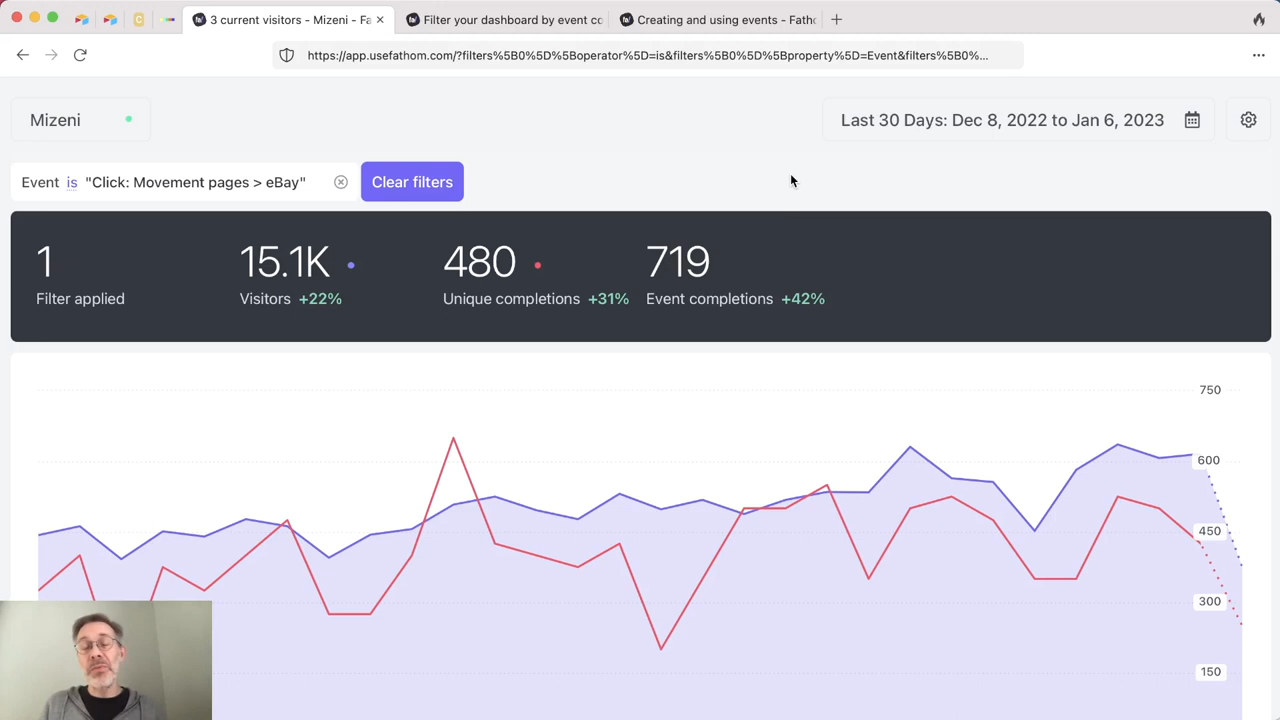 C
3 current visitors - Mizeni - Fa
Filter your dashboard by event co
Creating and using events - Fatho
https://app.usefathom.com/?filters%5B0%5D%5Boperator%5D=is&filters%5B0%5D%5Bproperty%5D=Event&filters%5B0%...
Mizeni
Last 30 Days: Dec 8, 2022 to Jan 6, 2023
Event is "Click: Movement pages > eBay"
Clear filters
1
Filter applied
15.1K
Visitors +22%
480
Unique completions +31%
719
Event completions +42%
750
600
450
300
150